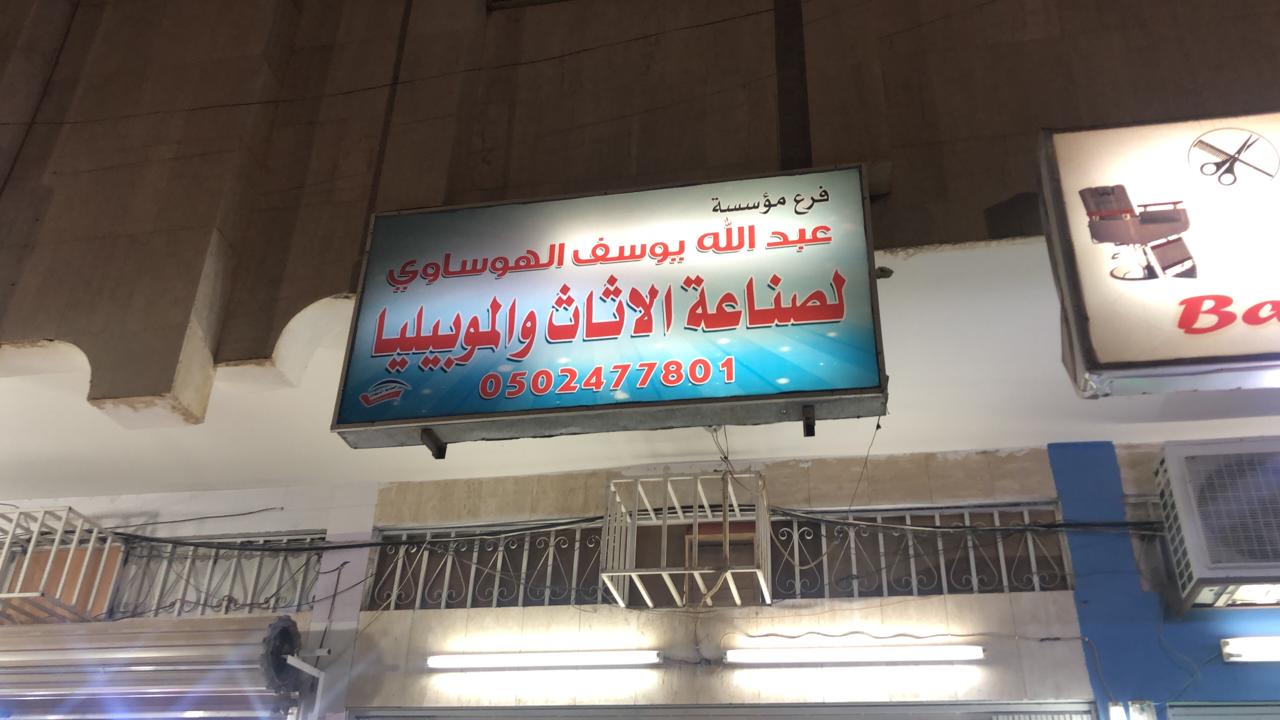 فرع مؤسسة
عبد الله يوسف الهوساوي
لصناعة الاثاث والموبيليا
0502477801
Ba